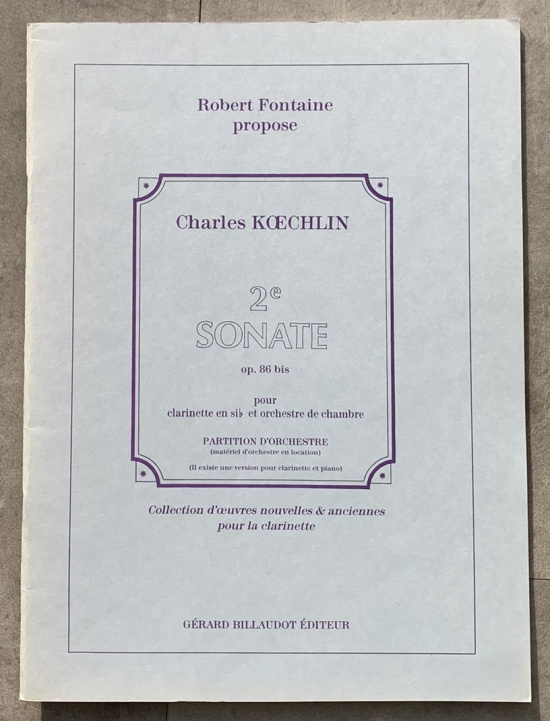 Robert Fontaine
propose
Charles KŒCHLIN
2e
SONATE
op. 86 bis
pour
clarinette en si♭ et orchestre de chambre
PARTITION D'ORCHESTRE
(matériel d'orchestre en location)
(Il existe une version pour clarinette et piano)
Collection d'œuvres nouvelles & anciennes
pour la clarinette
GÉRARD BILLAUDOT ÉDITEUR